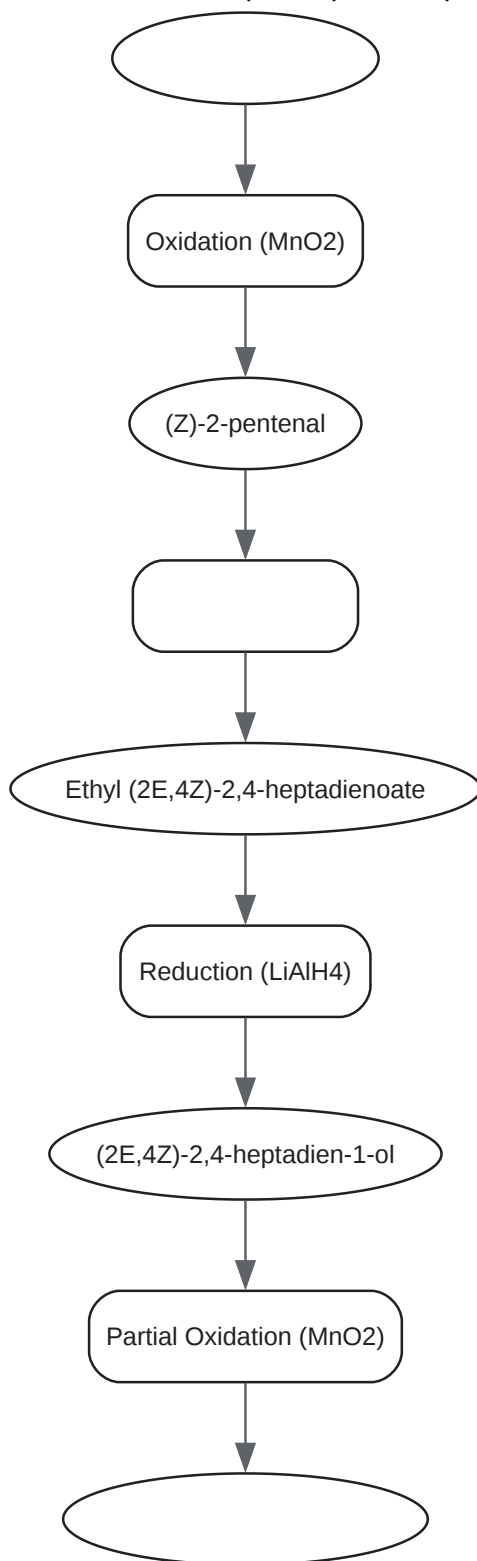 Oxidation (MnO2)
(Z)-2-pentenal
Ethyl (2E,4Z)-2,4-heptadienoate
Reduction (LiAlH4)
(2E,4Z)-2,4-heptadien-1-ol
Partial Oxidation (MnO2)